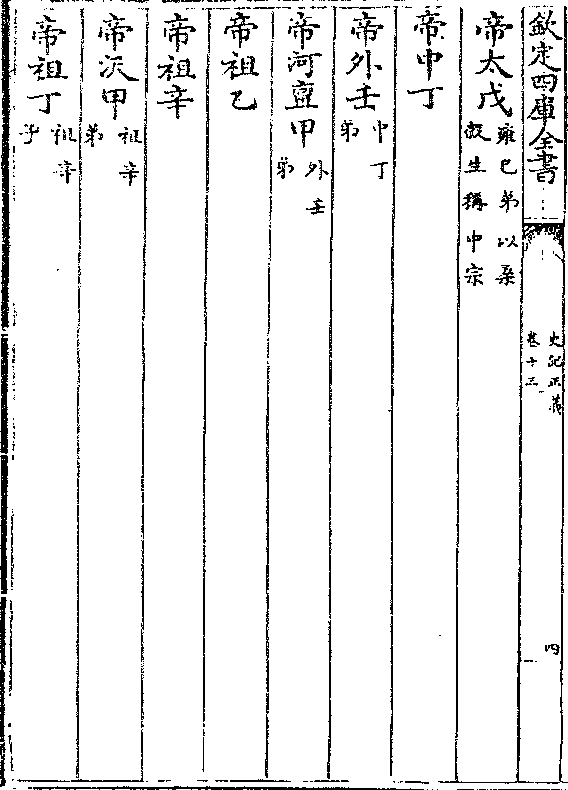 欽定四庫全書
史記正義
卷十三
四
帝太戊雍巳弟以桑榖生稱中宗
帝中丁
帝外壬中丁弟
帝河亶甲外壬弟
帝祖乙
帝祖辛
帝沃甲祖辛弟
帝祖丁祖辛子